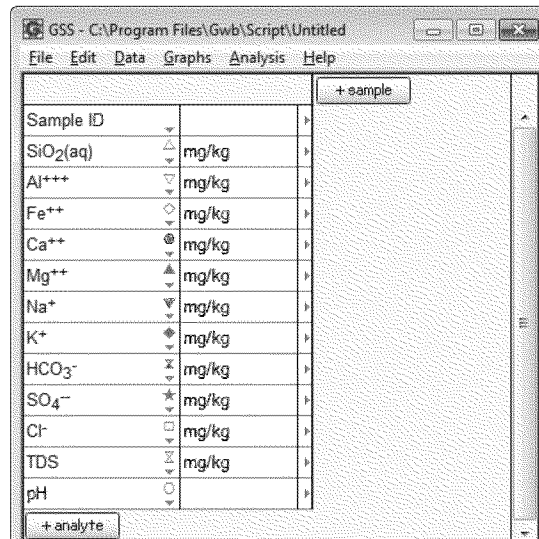 GSS - C:\Program Files\Gwb\Script\Untitled
File Edit Data Graphs Analysis Help
+ sample
Sample ID
SiO₂(aq) mg/kg
Al+++ mg/kg
Fe++ mg/kg
Ca++ mg/kg
Mg++ mg/kg
Na+ mg/kg
K+ mg/kg
HCO₃- mg/kg
SO₄-- mg/kg
Cl- mg/kg
TDS mg/kg
pH
+ analyte